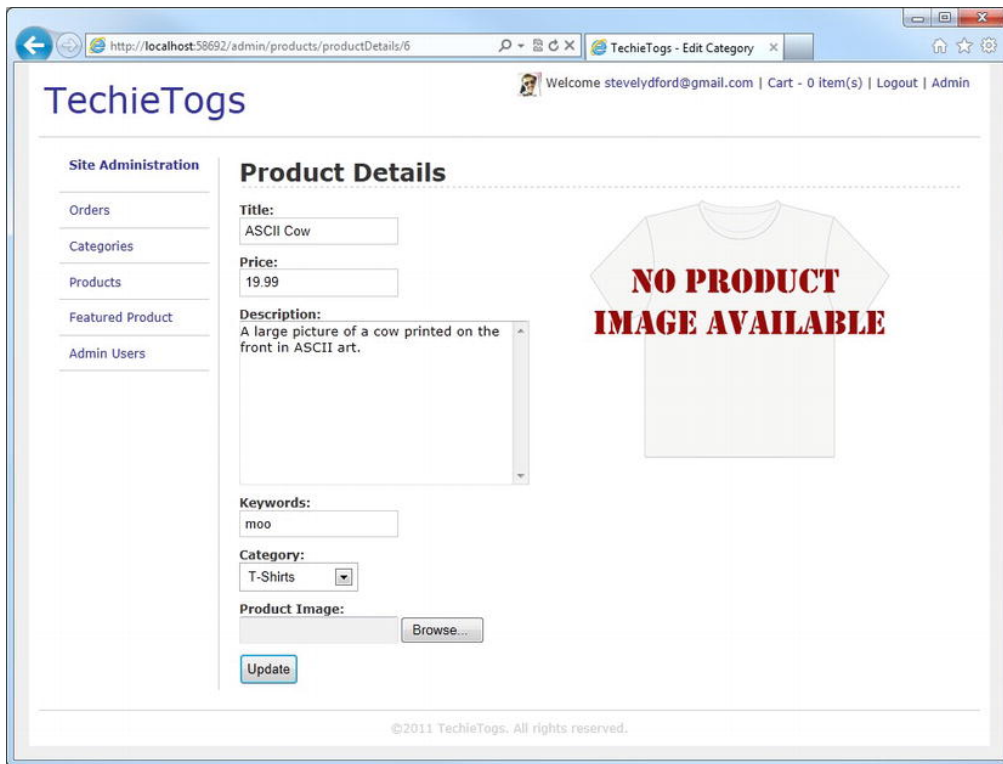 http://localhost:58692/admin/products/productDetails/6
TechieTogs - Edit Category
TechieTogs
Welcome stevelydford@gmail.com | Cart - 0 item(s) | Logout | Admin
Site Administration
Orders
Categories
Products
Featured Product
Admin Users
Product Details
Title:
ASCII Cow
Price:
19.99
Description:
A large picture of a cow printed on the
front in ASCII art.
Keywords:
moo
Category:
T-Shirts
Product Image:
Browse...
Update
NO PRODUCT
IMAGE AVAILABLE
©2011 TechieTogs. All rights reserved.